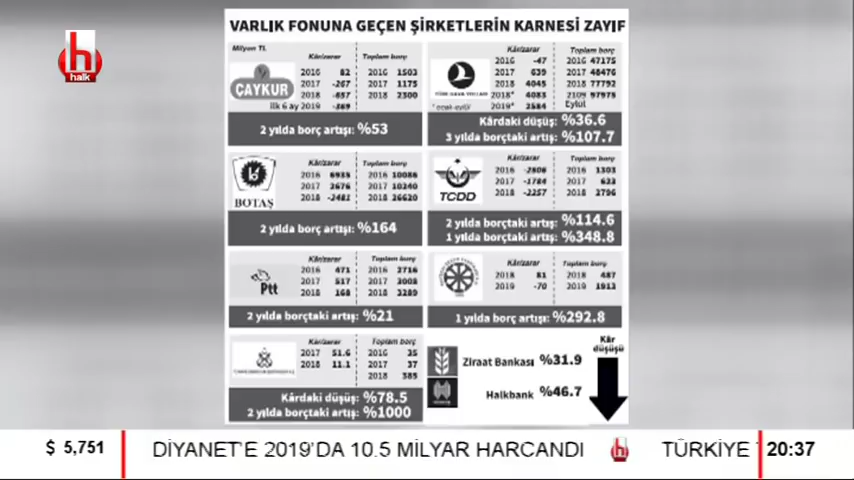 VARLIK FONUNA GEÇEN ŞİRKETLERİN KARNESİ ZAYIF
halk
Milyon TL
Kâr/zarar Toplam borç
ÇAYKUR
2016 82 2016 1503
2017 -267 2017 1175
2018 -657 2018 2300
İlk 6 ay 2019 -369
2 yılda borç artışı: %53
Kâr/zarar Toplam borç
2016 -47 2016 47175
2017 639 2017 48476
2018 4045 2018 77792
2018* 4083 2109 97975
* ocak-eylül 2019* 2584 Eylül
Kârdaki düşüş: %36.6
3 yılda borçtaki artış: %107.7
Kâr/zarar Toplam borç
BOTAŞ
2016 6935 2016 10086
2017 2676 2017 10240
2018 -2481 2018 26620
2 yılda borç artışı: %164
Kâr/zarar Toplam borç
TCDD
2016 -2806 2016 1303
2017 -1784 2017 623
2018 -2257 2018 2796
2 yılda borçtaki artış: %114.6
1 yılda borçtaki artış: %348.8
Kâr/zarar Toplam borç
Ptt
2016 471 2016 2716
2017 517 2017 3008
2018 168 2018 3289
2 yılda borçtaki artış: %21
Kâr/zarar Toplam borç
2018 81 2018 487
2019 -70 2019 1913
1 yılda borç artışı: %292.8
Kâr/zarar Toplam borç
2017 51.6 2016 35
2018 11.1 2017 37
2018 385
Kârdaki düşüş: %78.5
2 yılda borçtaki artış: %1000
Kâr
düşüşü
Ziraat Bankası %31.9
Halkbank %46.7
$ 5,751
DİYANET'E 2019'DA 10.5 MİLYAR HARCANDI
TÜRKİYE
20:37